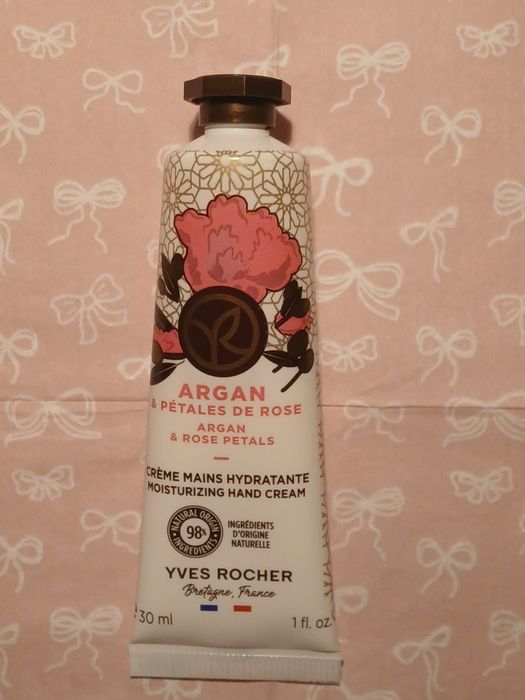 ARGAN
& PÉTALES DE ROSE
ARGAN
& ROSE PETALS
CRÈME MAINS HYDRATANTE
MOISTURIZING HAND CREAM
NATURAL ORIGIN
98%
INGREDIENTS
INGRÉDIENTS
D'ORIGINE
NATURELLE
YVES ROCHER
Bretagne, France
30 ml
1 fl. oz.